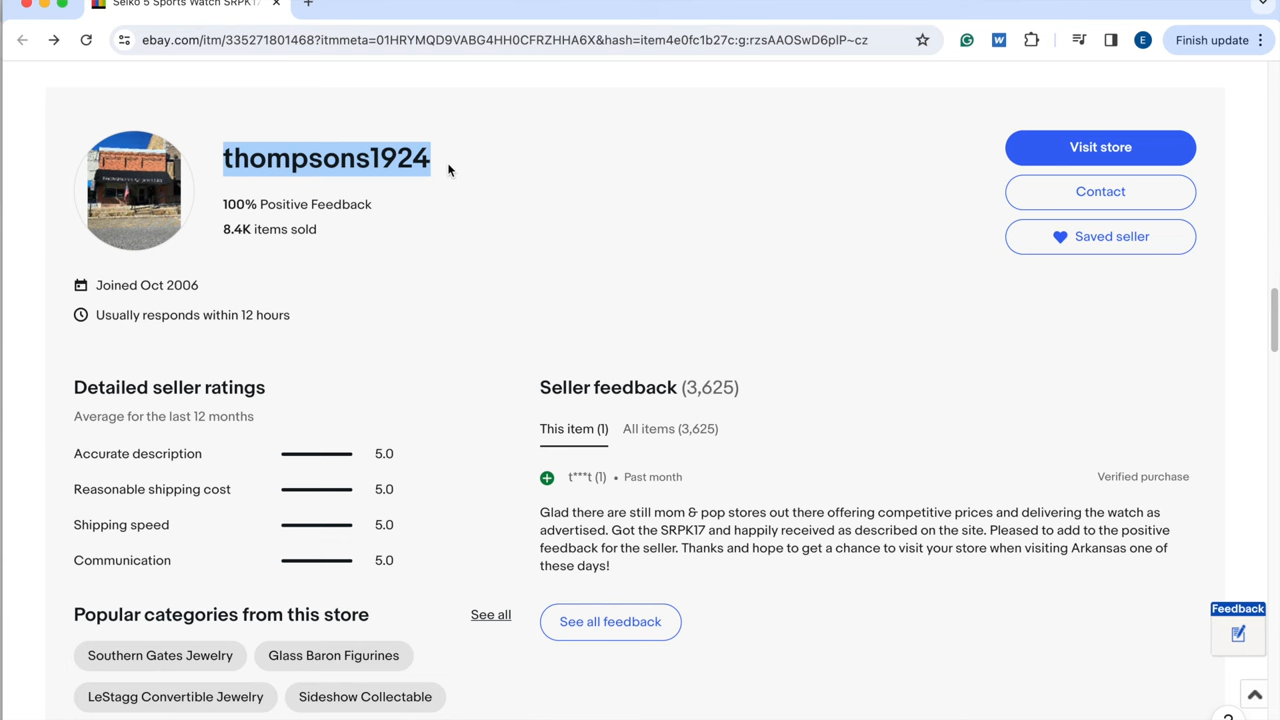 Seiko 5 Sports Watch SRPK17
ebay.com/itm/335271801468?itmmeta=01HRYMQD9VABG4HH0CFRZHHA6X&hash=item4e0fc1b27c:g:rzsAAOSwD6plP~cz
W
E
Finish update
thompsons1924
100% Positive Feedback
8.4K items sold
Visit store
Contact
Saved seller
Joined Oct 2006
Usually responds within 12 hours
Detailed seller ratings
Average for the last 12 months
Accurate description 5.0
Reasonable shipping cost 5.0
Shipping speed 5.0
Communication 5.0
Seller feedback (3,625)
This item (1) All items (3,625)
t***t (1) • Past month Verified purchase
Glad there are still mom & pop stores out there offering competitive prices and delivering the watch as
advertised. Got the SRPK17 and happily received as described on the site. Pleased to add to the positive
feedback for the seller. Thanks and hope to get a chance to visit your store when visiting Arkansas one of
these days!
See all feedback
Popular categories from this store See all
Southern Gates Jewelry Glass Baron Figurines
LeStagg Convertible Jewelry Sideshow Collectable
Feedback